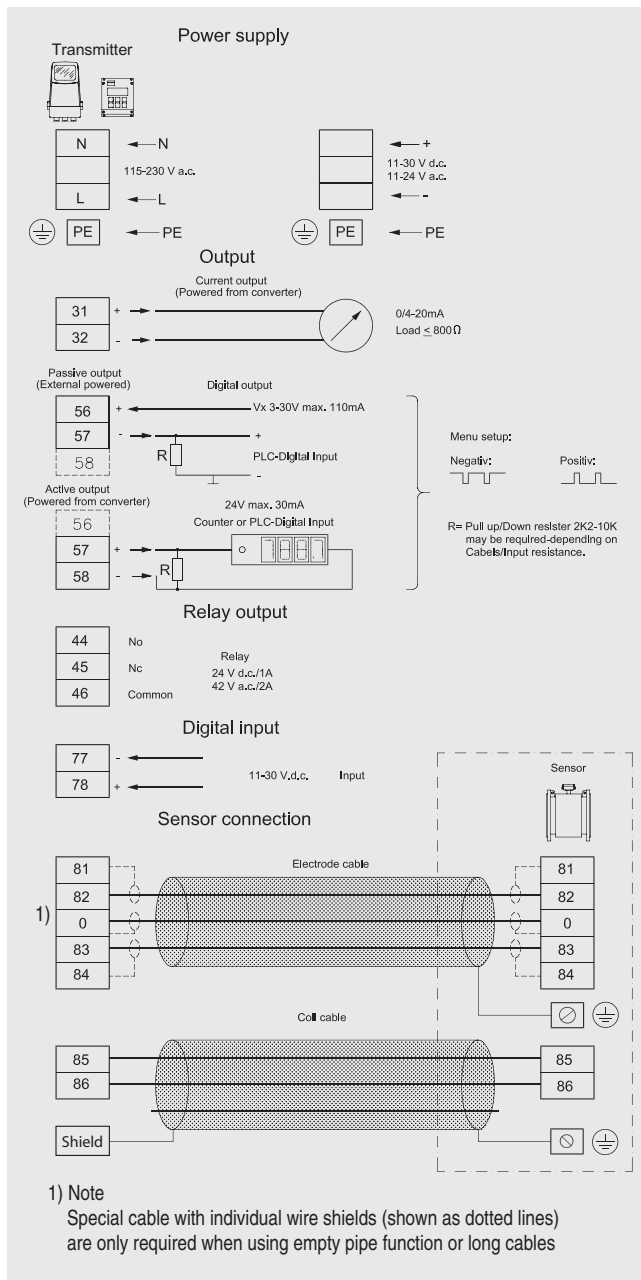 Power supply
Transmitter
N
N
115-230 V a.c.
L
L
PE
PE
+
11-30 V d.c.
11-24 V a.c.
-
PE
PE
Output
Current output
(Powered from converter)
31
+
32
-
0/4-20mA
Load ≤ 800Ω
Passive output
(External powered)
Digital output
56
+
Vx 3-30V max. 110mA
57
-
+
58
R
PLC-Digital Input
-
Menu setup:
Negativ:
Positiv:
Active output
(Powered from converter)
24V max. 30mA
Counter or PLC-Digital Input
56
57
+
58
-
R
R= Pull up/Down resister 2K2-10K
may be required-depending on
Cabels/Input resistance.
Relay output
44
No
45
Nc
46
Common
Relay
24 V d.c./1A
42 V a.c./2A
Digital input
77
-
78
+
11-30 V.d.c.
Input
Sensor
Sensor connection
Electrode cable
1)
81
82
0
83
84
81
82
0
83
84
Coil cable
85
86
85
86
Shield
1) Note
Special cable with individual wire shields (shown as dotted lines)
are only required when using empty pipe function or long cables